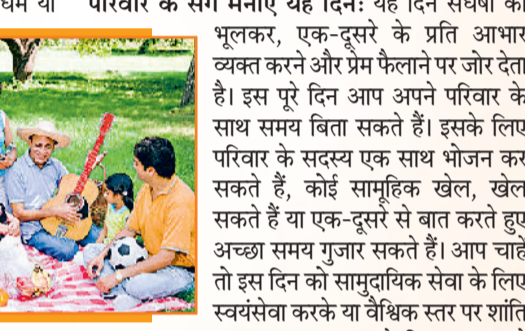 धर्म या
परिवार के संग मनाएं यह दिन: यह दिन संघर्षों को
भूलकर, एक-दूसरे के प्रति आभार
व्यक्त करने और प्रेम फैलाने पर जोर देता
है। इस पूरे दिन आप अपने परिवार के
साथ समय बिता सकते हैं। इसके लिए
परिवार के सदस्य एक साथ भोजन कर
सकते हैं, कोई सामूहिक खेल, खेल
सकते हैं या एक-दूसरे से बात करते हुए
अच्छा समय गुजार सकते हैं। आप चाहें
तो इस दिन को सामुदायिक सेवा के लिए
स्वयंसेवा करके या वैश्विक स्तर पर शांति